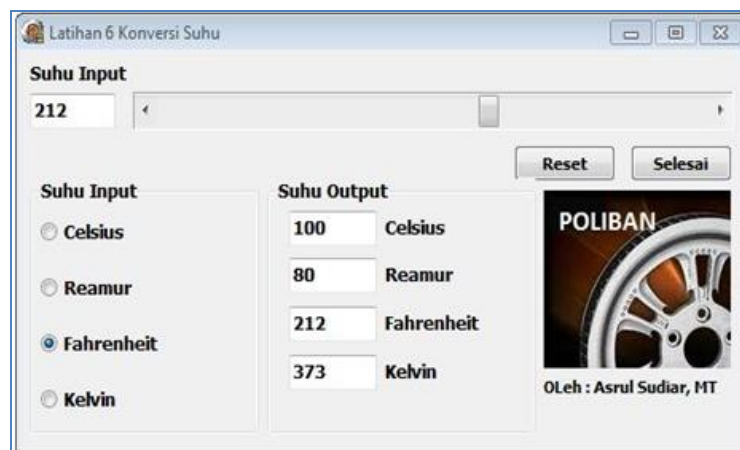 Latihan 6 Konversi Suhu
Suhu Input
212
Reset Selesai
Suhu Input
Celsius
Reamur
Fahrenheit
Kelvin
Suhu Output
100 Celsius
80 Reamur
212 Fahrenheit
373 Kelvin
POLIBAN
OLeh : Asrul Sudiar, MT